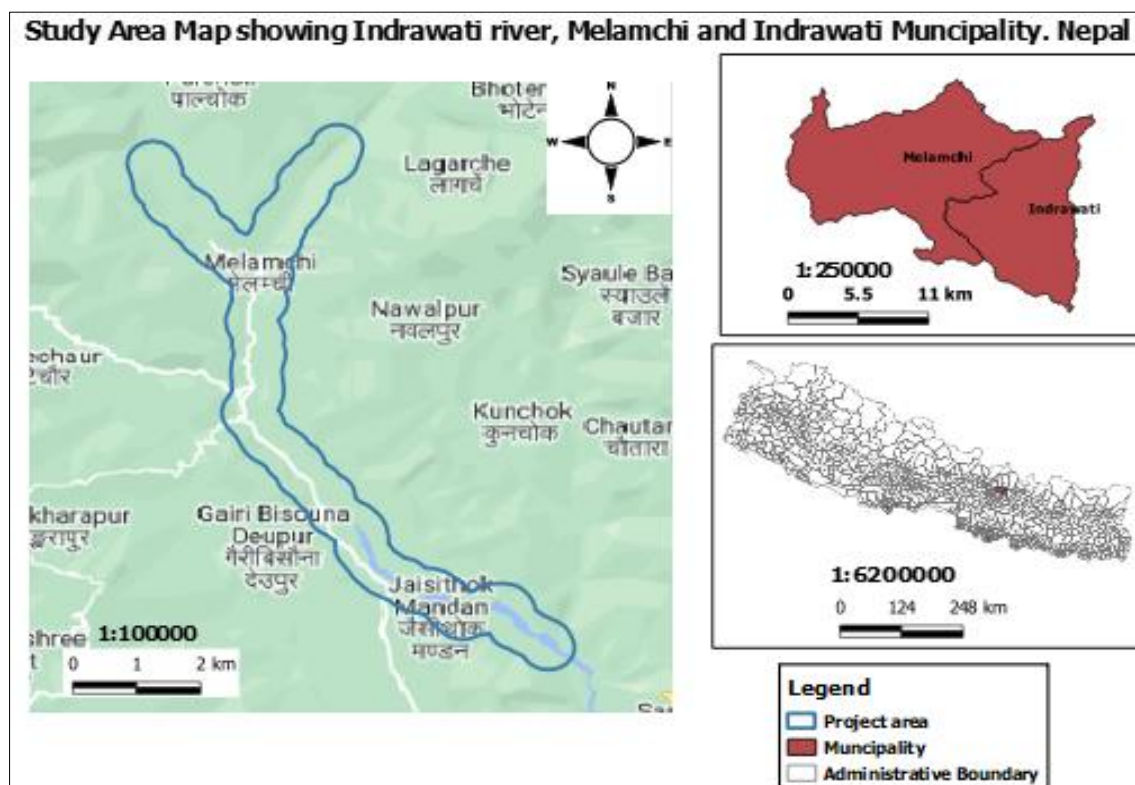 Study Area Map showing Indrawati river, Melamchi and Indrawati Muncipality. Nepal
पाल्चोक
N
W
E
S
Lagarche
लागर्चे
Melamchi
मेलम्ची
Syaule Ba
स्याउले
बजार
Nawalpur
नवलपुर
Kunchok
कुनचोक
Chautar
चौतारा
Gairi Bisouna
Deupur
गैरीबिसौना
देउपुर
kharapur
Jaisithok
Mandan
जैसीथोक
मण्डन
shree
1:100000
0 1 2 km
Melamchi
Indrawati
1:250000
0 5.5 11 km
1:6200000
0 124 248 km
Legend
Project area
Muncipality
Administrative Boundary